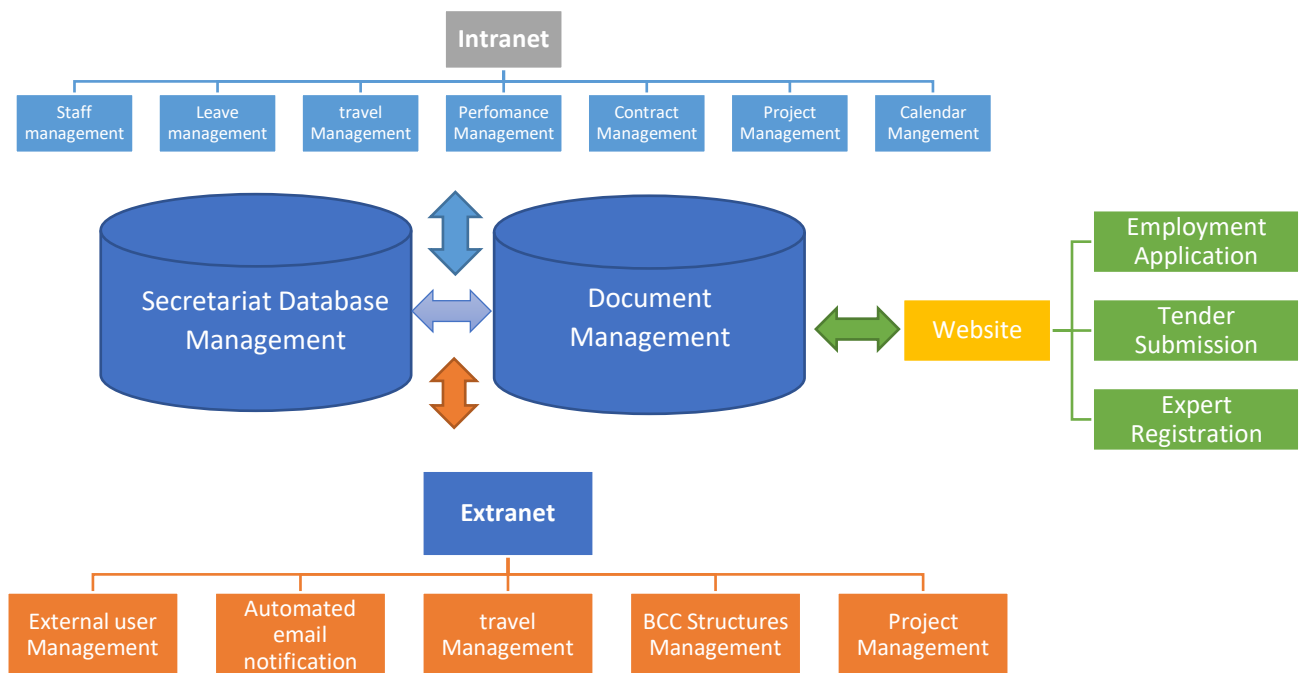 Intranet
Staff
management
Leave
management
travel
Management
Perfomance
Management
Contract
Management
Project
Management
Calendar
Mangement
Secretariat Database
Management
Document
Management
Website
Employment
Application
Tender
Submission
Expert
Registration
Extranet
External user
Management
Automated
email
notification
travel
Management
BCC Structures
Management
Project
Management